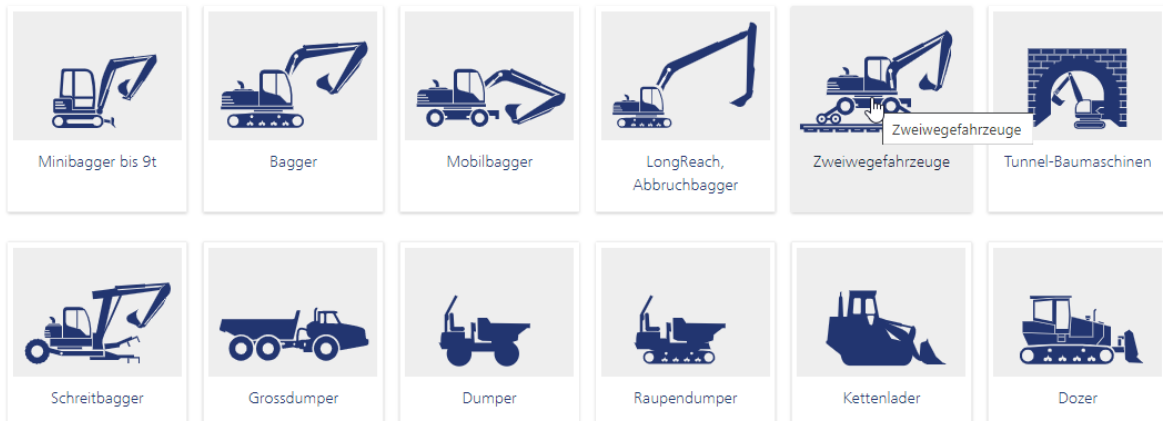 Minibagger bis 9t
Bagger
Mobilbagger
LongReach,
Abbruchbagger
Zweiwegefahrzeuge
Zweiwegefahrzeuge
Tunnel-Baumaschinen
Schreitbagger
Grossdumper
Dumper
Raupendumper
Kettenlader
Dozer